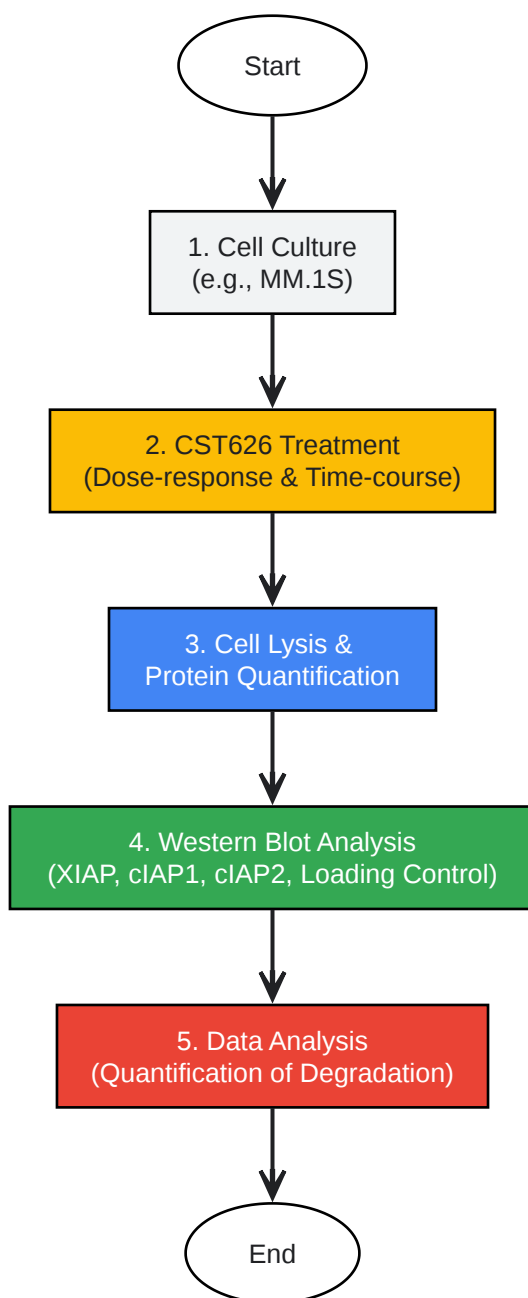 Start
1. Cell Culture
(e.g., MM.1S)
2. CST626 Treatment
(Dose-response & Time-course)
3. Cell Lysis &
Protein Quantification
4. Western Blot Analysis
(XIAP, cIAP1, cIAP2, Loading Control)
5. Data Analysis
(Quantification of Degradation)
End